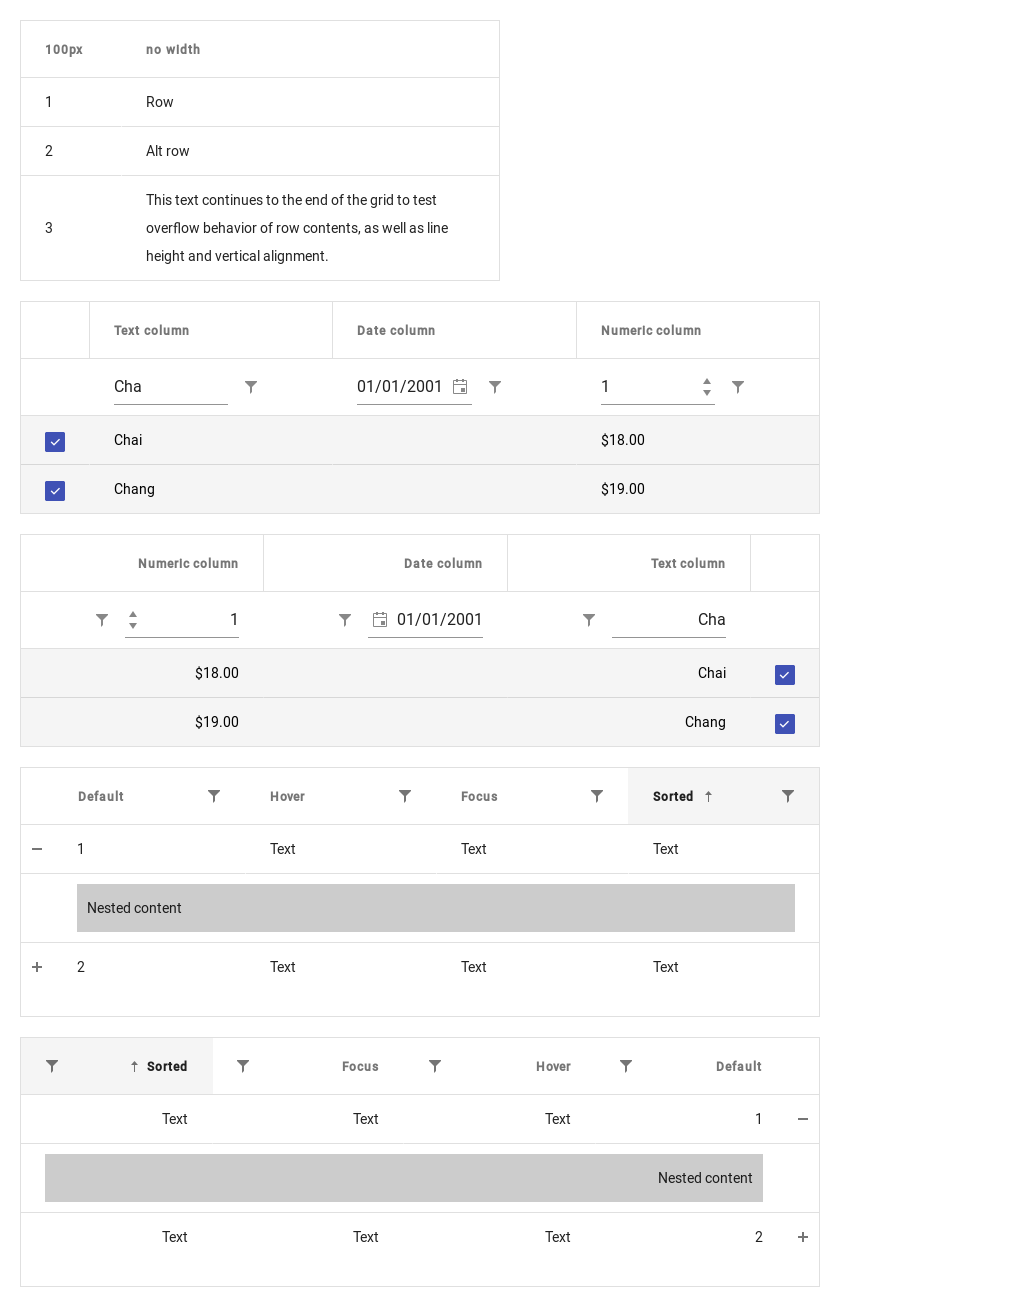 100px no width
1 Row
2 Alt row
This text continues to the end of the grid to test
3 overflow behavior of row contents, as well as line
height and vertical alignment.
Text column Date column Numeric column
Cha 01/01/2001 1
Chai $18.00
Chang $19.00
Numeric column Date column Text column
1 01/01/2001 Cha
$18.00 Chai
$19.00 Chang
Default Hover Focus Sorted
1 Text Text Text
Nested content
2 Text Text Text
Sorted Focus Hover Default
Text Text Text 1
Nested content
Text Text Text 2